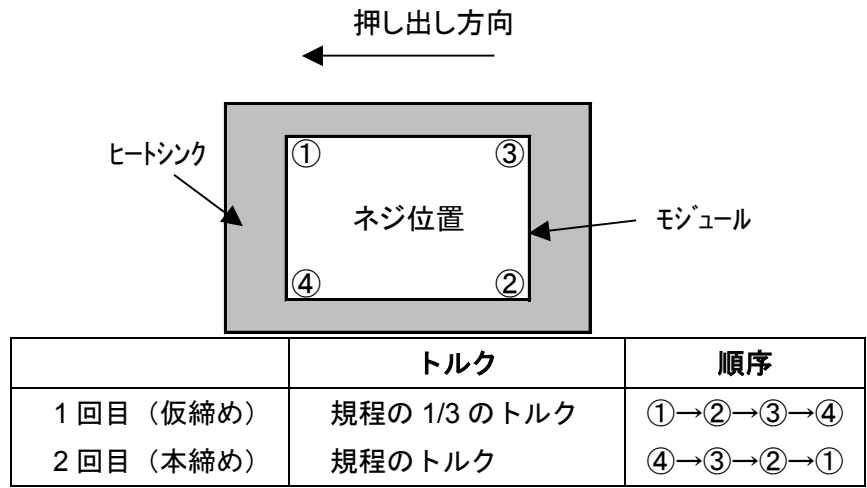 押し出し方向
ヒートシンク
① ③
ネジ位置
モジュール
④ ②
トルク 順序
1回目（仮締め） 規程の 1/3 のトルク ①→②→③→④
2回目（本締め） 規程のトルク ④→③→②→①